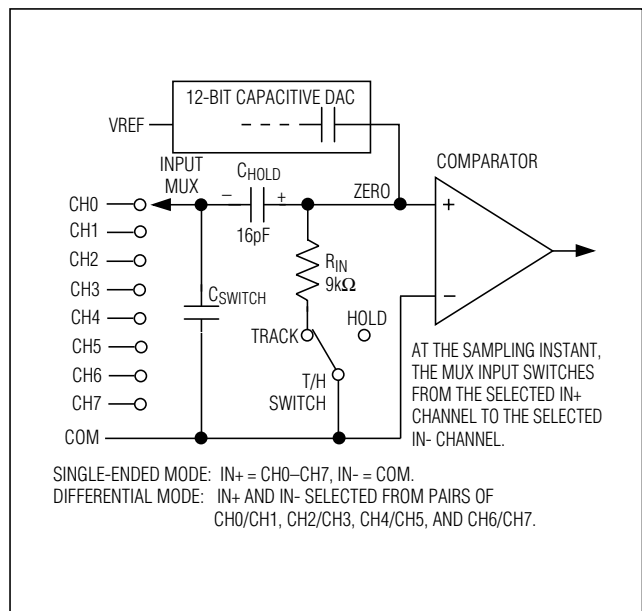 12-BIT CAPACITIVE DAC
VREF
INPUT
MUX
CHOLD
− +
16pF
ZERO
COMPARATOR
+
−
CH0
CH1
CH2
CH3
CH4
CH5
CH6
CH7
COM
CSWITCH
RIN
9kΩ
TRACK
HOLD
T/H
SWITCH
AT THE SAMPLING INSTANT,
THE MUX INPUT SWITCHES
FROM THE SELECTED IN+
CHANNEL TO THE SELECTED
IN- CHANNEL.
SINGLE-ENDED MODE: IN+ = CH0–CH7, IN- = COM.
DIFFERENTIAL MODE: IN+ AND IN- SELECTED FROM PAIRS OF
CH0/CH1, CH2/CH3, CH4/CH5, AND CH6/CH7.